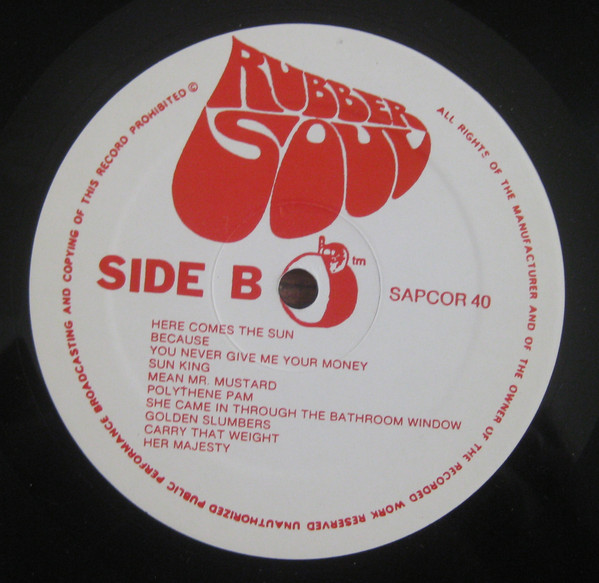 RUBBER
SOUL
SIDE B
tm
SAPCOR 40
HERE COMES THE SUN
BECAUSE
YOU NEVER GIVE ME YOUR MONEY
SUN KING
MEAN MR. MUSTARD
POLYTHENE PAM
SHE CAME IN THROUGH THE BATHROOM WINDOW
GOLDEN SLUMBERS
CARRY THAT WEIGHT
HER MAJESTY
ALL RIGHTS OF THE MANUFACTURER AND OF THE OWNER OF THE RECORDED WORK RESERVED UNAUTHORIZED PUBLIC PERFORMANCE BROADCASTING AND COPYING OF THIS RECORD PROHIBITED ©